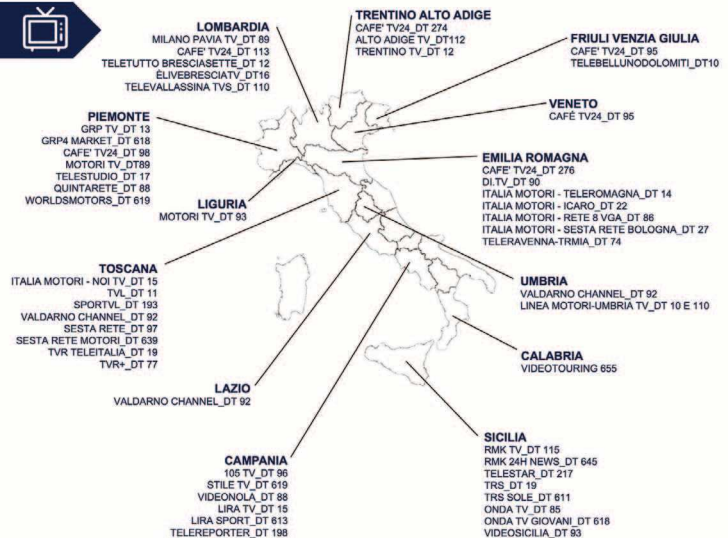 LOMBARDIA
MILANO PAVIA TV_DT 89
CAFE' TV24_DT 113
TELETUTTO BRESCIASETTE_DT 12
ÉLIVEBRESCIATV_DT16
TELEVALLASSINA TVS_DT 110
TRENTINO ALTO ADIGE
CAFE' TV24_DT 274
ALTO ADIGE TV_DT112
TRENTINO TV_DT 12
FRIULI VENZIA GIULIA
CAFE' TV24_DT 95
TELEBELLUNODOLOMITI_DT10
VENETO
CAFÉ TV24_DT 95
PIEMONTE
GRP TV_DT 13
GRP4 MARKET_DT 618
CAFE' TV24_DT 98
MOTORI TV_DT89
TELESTUDIO_DT 17
QUINTARETE_DT 88
WORLDSMOTORS_DT 619
LIGURIA
MOTORI TV_DT 93
EMILIA ROMAGNA
CAFE' TV24_DT 276
DI.TV_DT 90
ITALIA MOTORI - TELEROMAGNA_DT 14
ITALIA MOTORI - ICARO_DT 22
ITALIA MOTORI - RETE 8 VGA_DT 86
ITALIA MOTORI - SESTA RETE BOLOGNA_DT 27
TELERAVENNA-TRMIA_DT 74
TOSCANA
ITALIA MOTORI - NOI TV_DT 15
TVL_DT 11
SPORTVL_DT 193
VALDARNO CHANNEL_DT 92
SESTA RETE_DT 97
SESTA RETE MOTORI_DT 639
TVR TELEITALIA_DT 19
TVR+_DT 77
UMBRIA
VALDARNO CHANNEL_DT 92
LINEA MOTORI-UMBRIA TV_DT 10 E 110
CALABRIA
VIDEOTOURING 655
LAZIO
VALDARNO CHANNEL_DT 92
CAMPANIA
105 TV_DT 96
STILE TV_DT 619
VIDEONOLA_DT 88
LIRA TV_DT 15
LIRA SPORT_DT 613
TELEREPORTER_DT 198
SICILIA
RMK TV_DT 115
RMK 24H NEWS_DT 645
TELESTAR_DT 217
TRS_DT 19
TRS SOLE_DT 611
ONDA TV_DT 85
ONDA TV GIOVANI_DT 618
VIDEOSICILIA_DT 93